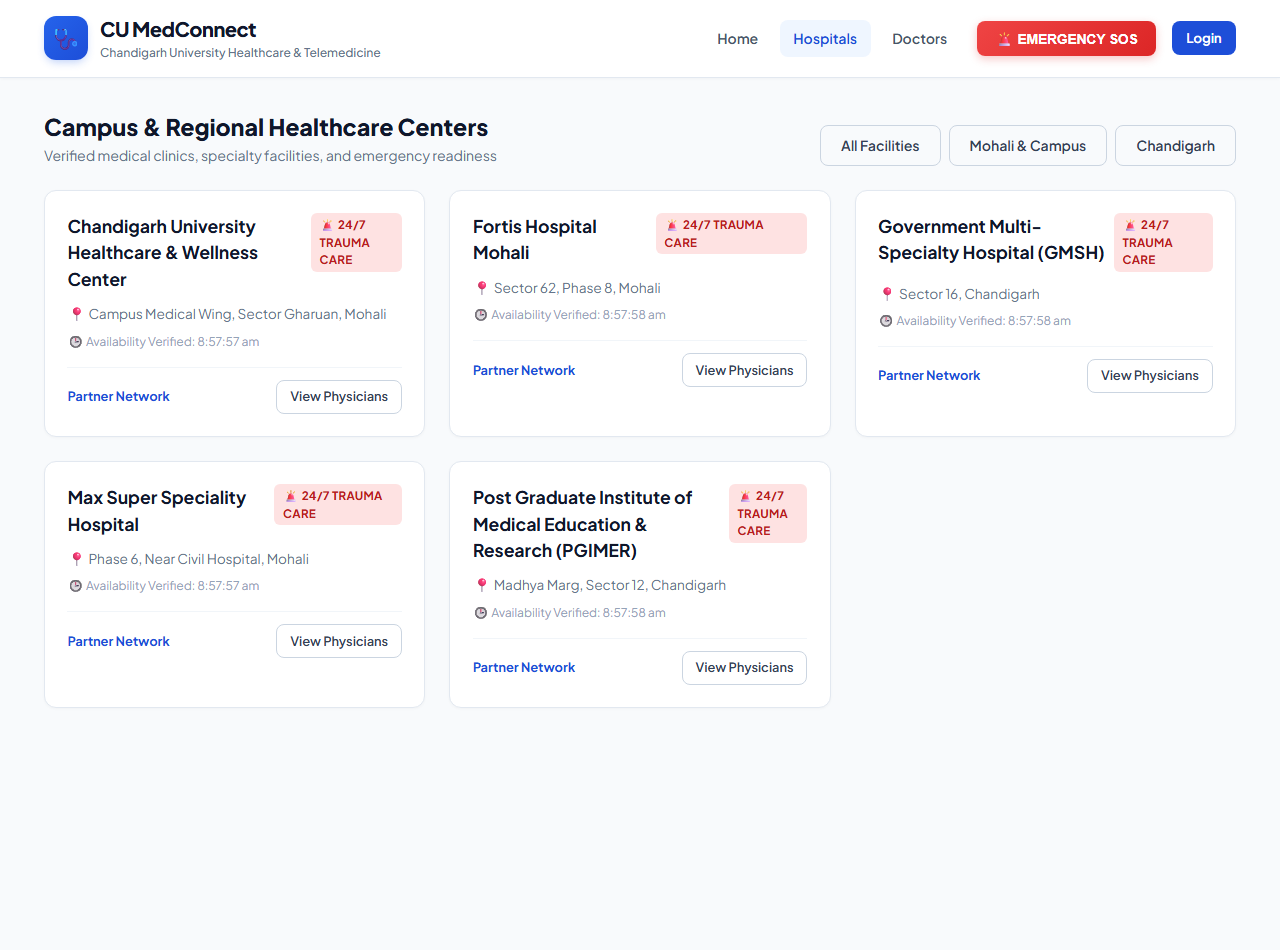 CU MedConnect
Chandigarh University Healthcare & Telemedicine
Home
Hospitals
Doctors
EMERGENCY SOS
Login
Campus & Regional Healthcare Centers
Verified medical clinics, specialty facilities, and emergency readiness
All Facilities
Mohali & Campus
Chandigarh
Chandigarh University
Healthcare & Wellness
Center
24/7
TRAUMA
CARE
Campus Medical Wing, Sector Gharuan, Mohali
Availability Verified: 8:57:57 am
Partner Network
View Physicians
Fortis Hospital
Mohali
24/7 TRAUMA
CARE
Sector 62, Phase 8, Mohali
Availability Verified: 8:57:58 am
Partner Network
View Physicians
Government Multi-
Specialty Hospital (GMSH)
24/7
TRAUMA
CARE
Sector 16, Chandigarh
Availability Verified: 8:57:58 am
Partner Network
View Physicians
Max Super Speciality
Hospital
24/7 TRAUMA
CARE
Phase 6, Near Civil Hospital, Mohali
Availability Verified: 8:57:57 am
Partner Network
View Physicians
Post Graduate Institute of
Medical Education &
Research (PGIMER)
24/7
TRAUMA
CARE
Madhya Marg, Sector 12, Chandigarh
Availability Verified: 8:57:58 am
Partner Network
View Physicians